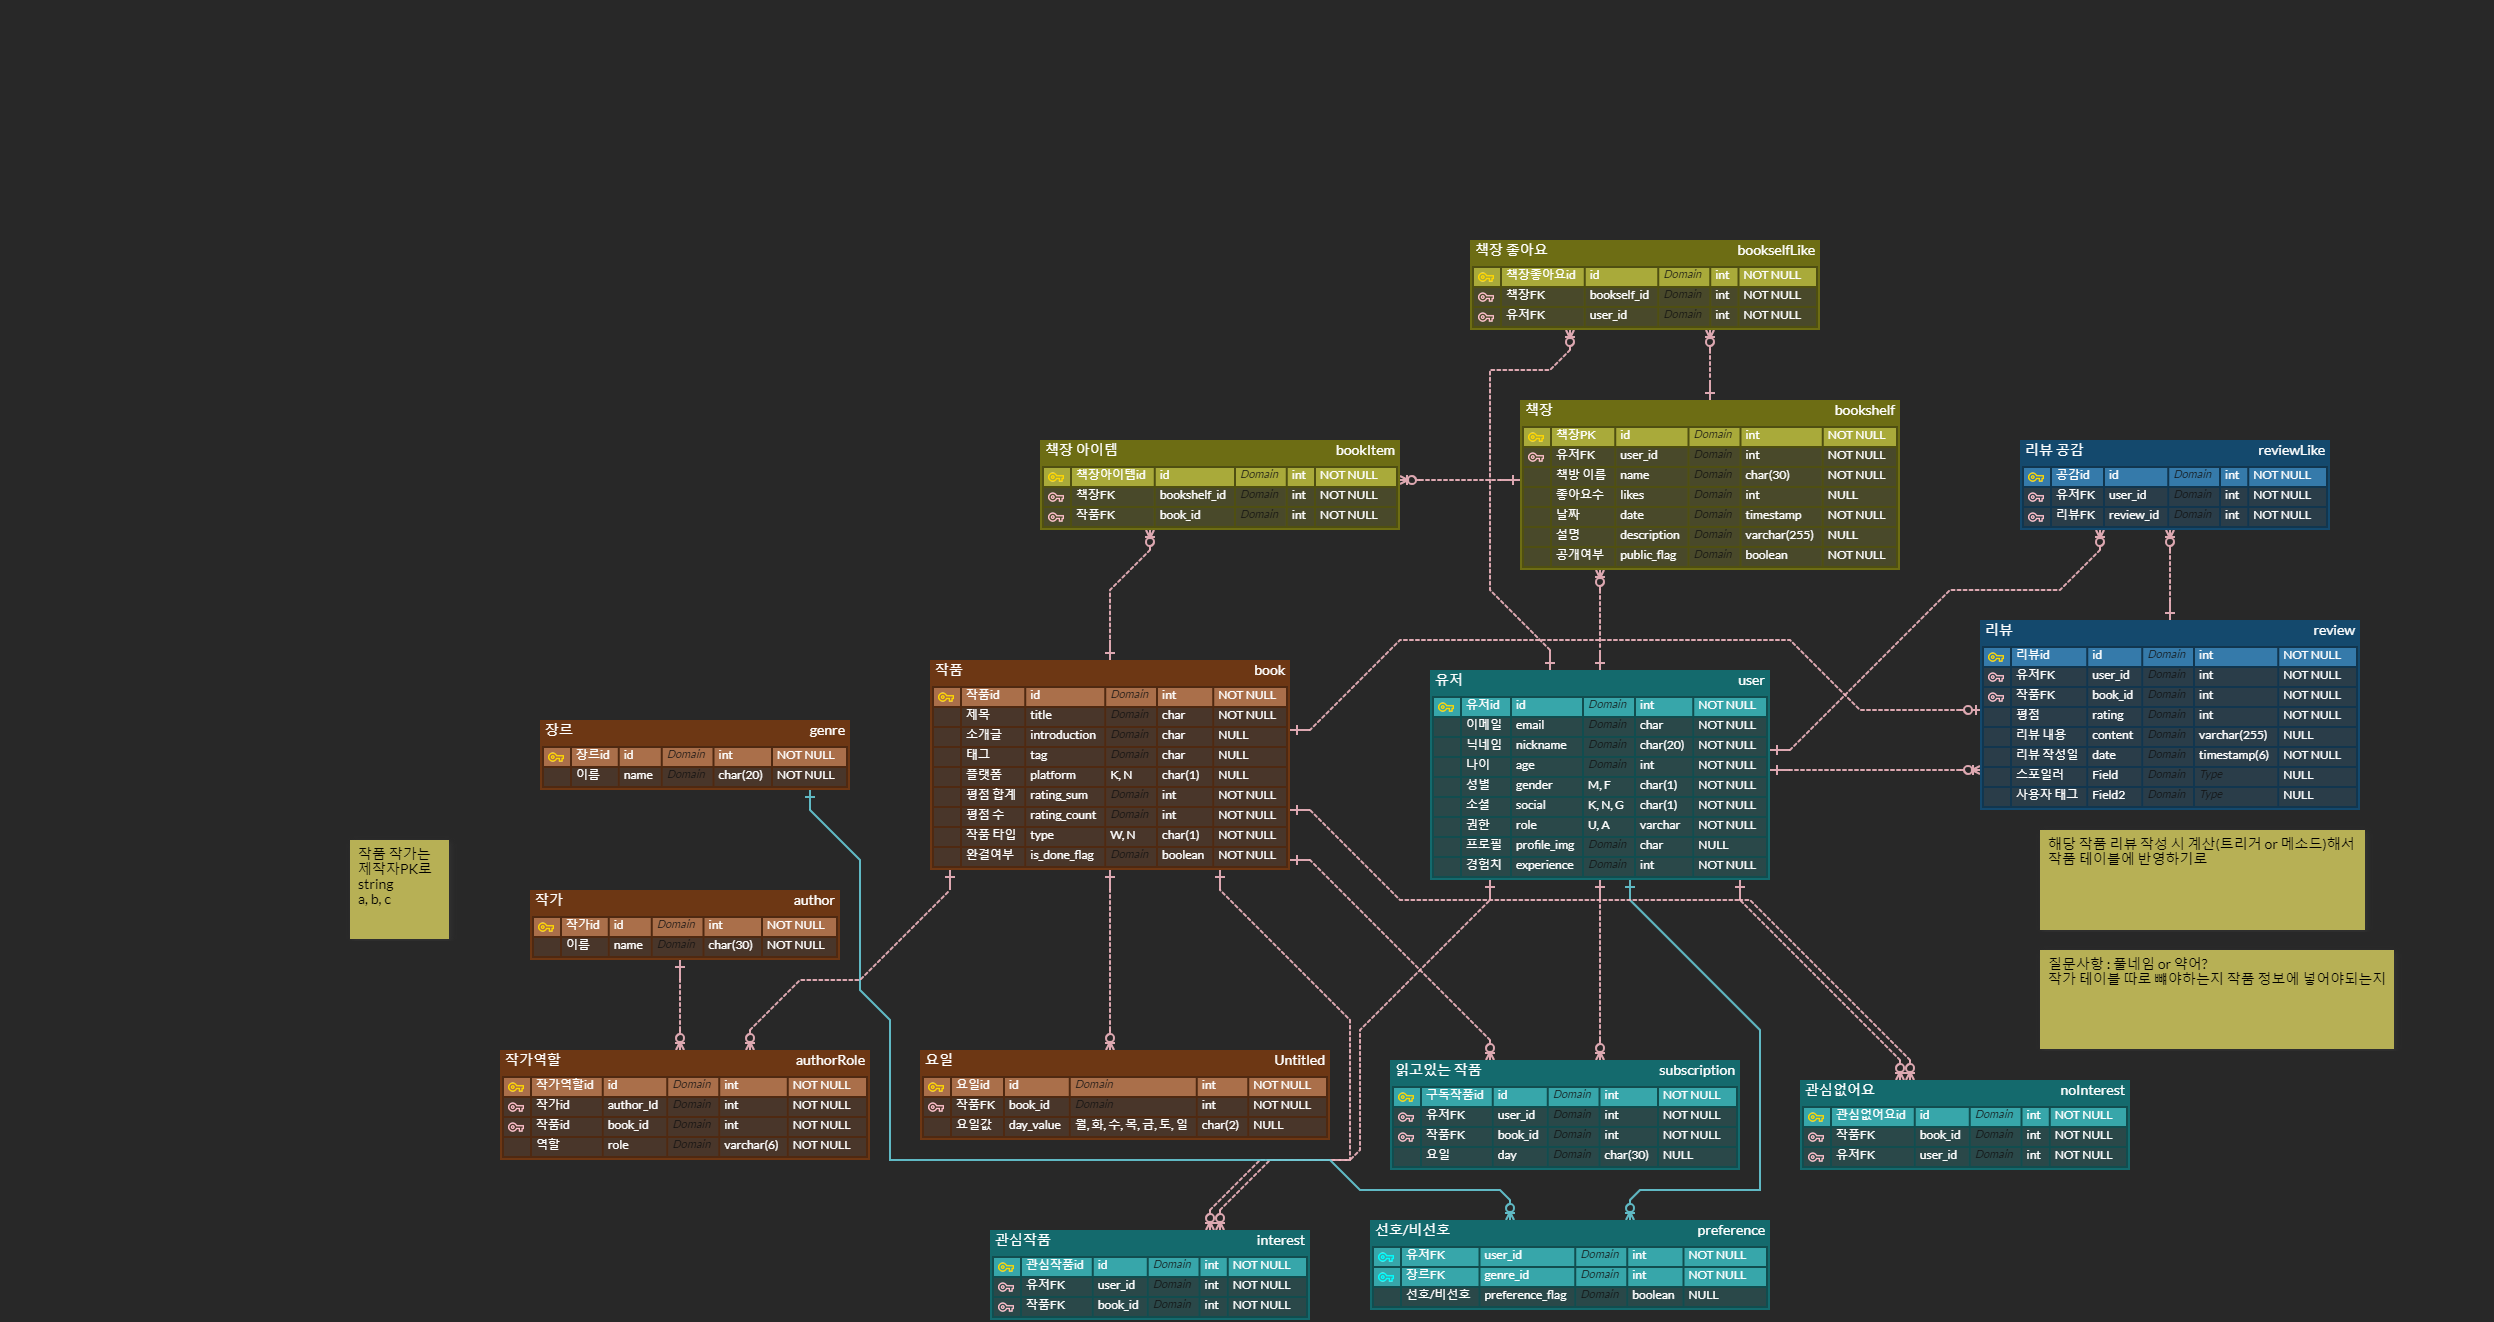 책장 좋아요 bookselfLike
책장좋아요id id Domain int NOT NULL
책장FK bookself_id Domain int NOT NULL
유저FK user_id Domain int NOT NULL
책장 bookshelf
책장PK id Domain int NOT NULL
유저FK user_id Domain int NOT NULL
책방 이름 name Domain char(30) NOT NULL
좋아요수 likes Domain int NULL
날짜 date Domain timestamp NOT NULL
설명 description Domain varchar(255) NULL
공개여부 public_flag Domain boolean NOT NULL
책장 아이템 bookItem
책장아이템id id Domain int NOT NULL
책장FK bookshelf_id Domain int NOT NULL
작품FK book_id Domain int NOT NULL
리뷰 공감 reviewLike
공감id id Domain int NOT NULL
유저FK user_id Domain int NOT NULL
리뷰FK review_id Domain int NOT NULL
리뷰 review
리뷰id id Domain int NOT NULL
유저FK user_id Domain int NOT NULL
작품FK book_id Domain int NOT NULL
평점 rating Domain int NOT NULL
리뷰 내용 content Domain varchar(255) NULL
리뷰 작성일 date Domain timestamp(6) NOT NULL
스포일러 Field Domain Type NULL
사용자 태그 Field2 Domain Type NULL
작품 book
작품id id Domain int NOT NULL
제목 title Domain char NOT NULL
소개글 introduction Domain char NULL
태그 tag Domain char NULL
플랫폼 platform K, N char(1) NULL
평점 합계 rating_sum Domain int NOT NULL
평점 수 rating_count Domain int NOT NULL
작품 타입 type W, N char(1) NOT NULL
완결여부 is_done_flag Domain boolean NOT NULL
유저 user
유저id id Domain int NOT NULL
이메일 email Domain char NOT NULL
닉네임 nickname Domain char(20) NOT NULL
나이 age Domain int NOT NULL
성별 gender M, F char(1) NOT NULL
소셜 social K, N, G char(1) NOT NULL
권한 role U, A varchar NOT NULL
프로필 profile_img Domain char NULL
경험치 experience Domain int NOT NULL
장르 genre
장르id id Domain int NOT NULL
이름 name Domain char(20) NOT NULL
작품 작가는
제작자PK로
string
a, b, c
작가 author
작가id id Domain int NOT NULL
이름 name Domain char(30) NOT NULL
해당 작품 리뷰 작성 시 계산(트리거 or 메소드)해서
작품 테이블에 반영하기로
질문사항 : 풀네임 or 약어?
작가 테이블 따로 빼야하는지 작품 정보에 넣어야되는지
작가역할 authorRole
작가역할id id Domain int NOT NULL
작가id author_Id Domain int NOT NULL
작품id book_id Domain int NOT NULL
역할 role Domain varchar(6) NOT NULL
요일 Untitled
요일id id Domain int NOT NULL
작품FK book_id Domain int NOT NULL
요일값 day_value 월, 화, 수, 목, 금, 토, 일 char(2) NULL
읽고있는 작품 subscription
구독작품id id Domain int NOT NULL
유저FK user_id Domain int NOT NULL
작품FK book_id Domain int NOT NULL
요일 day Domain char(30) NULL
관심없어요 noInterest
관심없어요id id Domain int NOT NULL
작품FK book_id Domain int NOT NULL
유저FK user_id Domain int NOT NULL
관심작품 interest
관심작품id id Domain int NOT NULL
유저FK user_id Domain int NOT NULL
작품FK book_id Domain int NOT NULL
선호/비선호 preference
유저FK user_id Domain int NOT NULL
장르FK genre_id Domain int NOT NULL
선호/비선호 preference_flag Domain boolean NULL